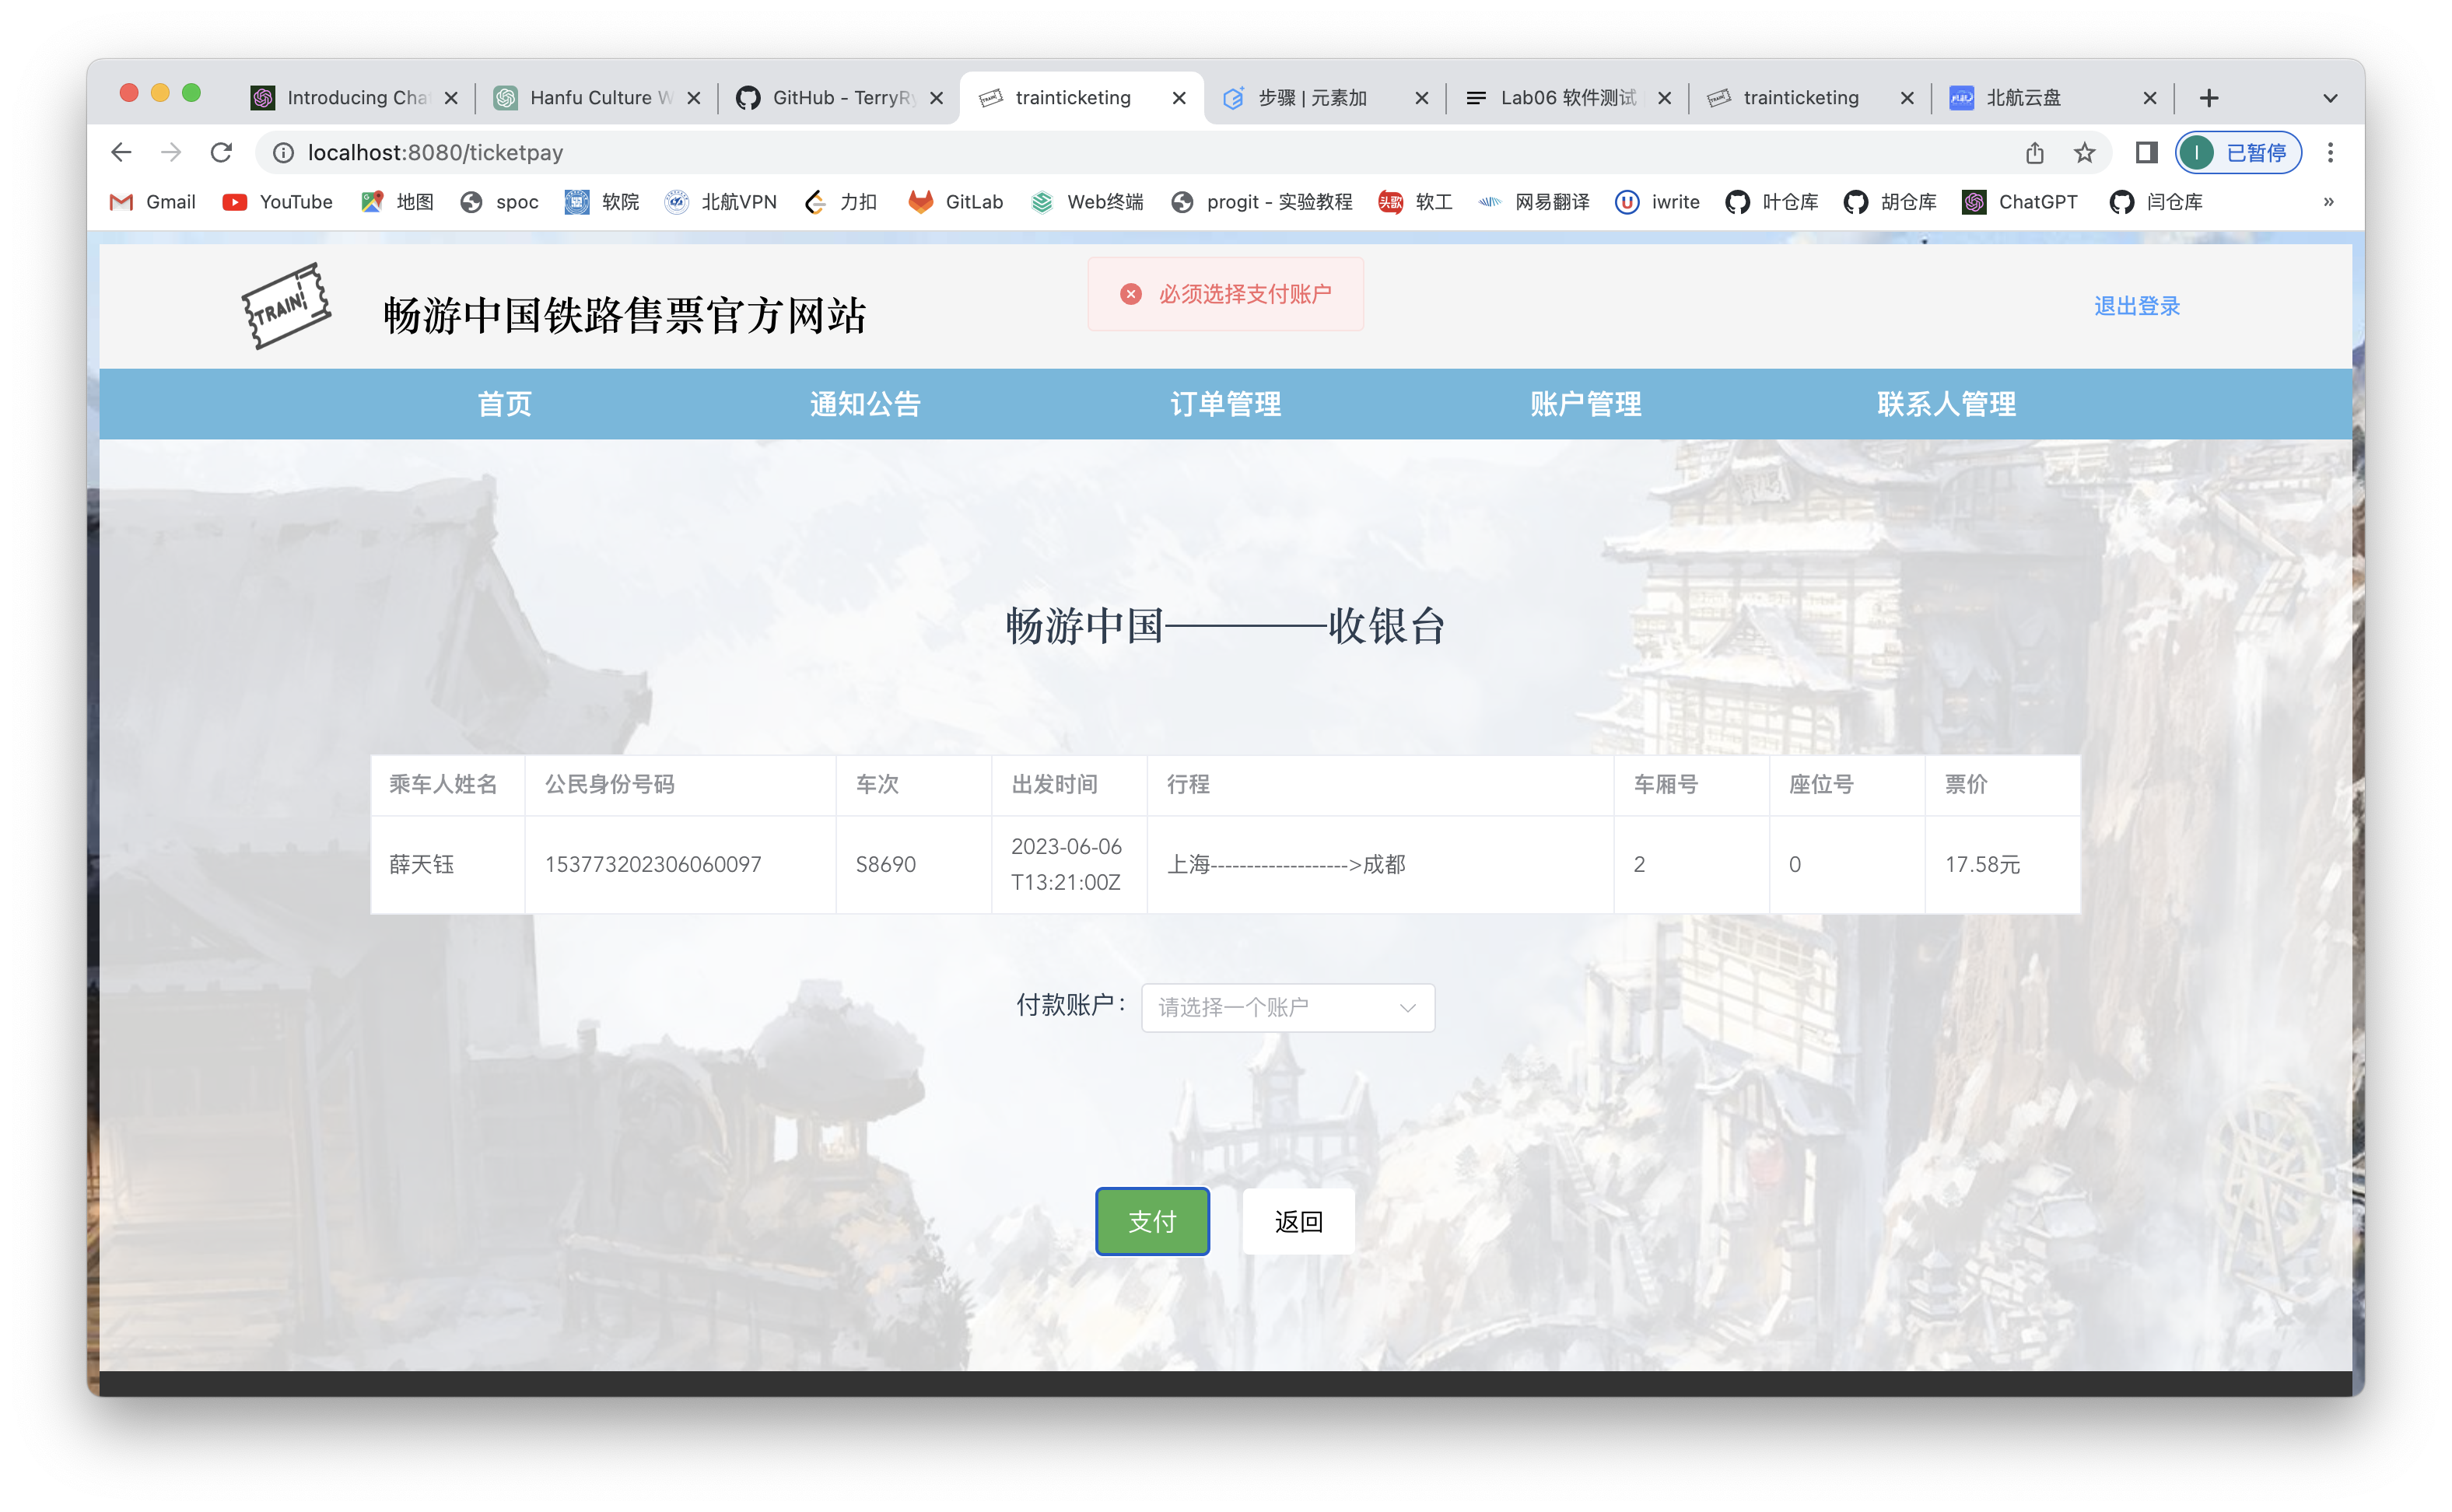 Introducing Cha
Hanfu Culture W
GitHub - TerryRy
trainticketing
步骤 | 元素加
Lab06 软件测试
trainticketing
北航云盘
localhost:8080/ticketpay
I 已暂停
Gmail
YouTube
地图
spoc
软院
北航VPN
力扣
GitLab
Web终端
progit - 实验教程
头歌 软工
网易翻译
iwrite
叶仓库
胡仓库
ChatGPT
闫仓库
»
TRAIN
畅游中国铁路售票官方网站
必须选择支付账户
退出登录
首页 通知公告 订单管理 账户管理 联系人管理
畅游中国————收银台
乘车人姓名 公民身份号码 车次 出发时间 行程 车厢号 座位号 票价
薛天钰 153773202306060097 S8690 2023-06-06T13:21:00Z 上海------------------->成都 2 0 17.58元
付款账户： 请选择一个账户
支付 返回